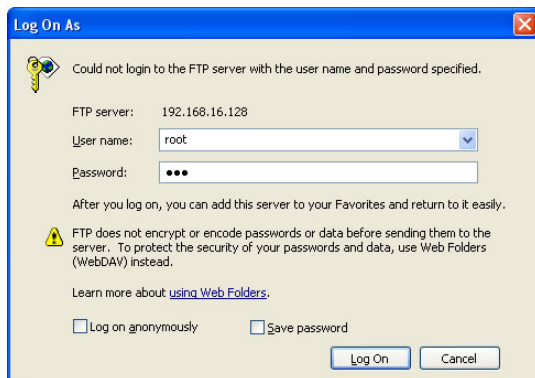 Log On As
Could not login to the FTP server with the user name and password specified.
FTP server: 192.168.16.128
User name: root
Password: •••
After you log on, you can add this server to your Favorites and return to it easily.
FTP does not encrypt or encode passwords or data before sending them to the
server. To protect the security of your passwords and data, use Web Folders
(WebDAV) instead.
Learn more about using Web Folders.
Log on anonymously Save password
Log On Cancel